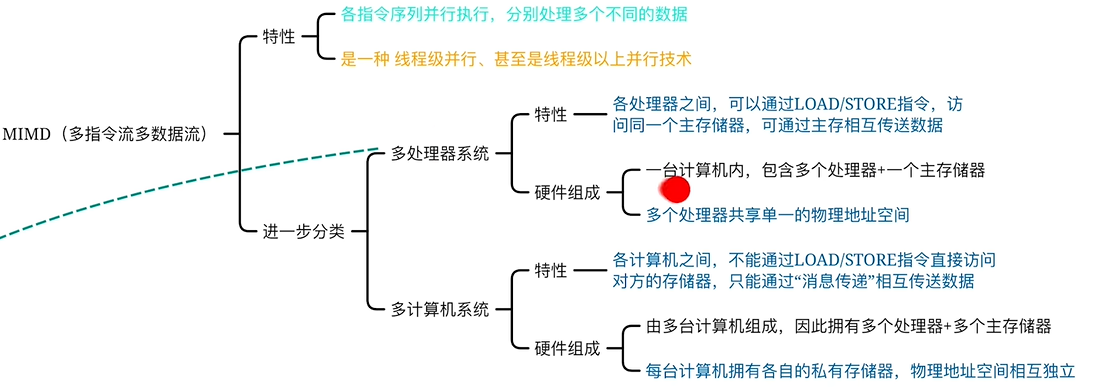 各指令序列并行执行，分别处理多个不同的数据
特性
是一种 线程级并行、甚至是线程级以上并行技术
MIMD（多指令流多数据流）
各处理器之间，可以通过LOAD/STORE指令，访
问同一个主存储器，可通过主存相互传送数据
特性
多处理器系统
一台计算机内，包含多个处理器+一个主存储器
硬件组成
多个处理器共享单一的物理地址空间
进一步分类
各计算机之间，不能通过LOAD/STORE指令直接访问
对方的存储器，只能通过“消息传递”相互传送数据
特性
多计算机系统
由多台计算机组成，因此拥有多个处理器+多个主存储器
硬件组成
每台计算机拥有各自的私有存储器，物理地址空间相互独立